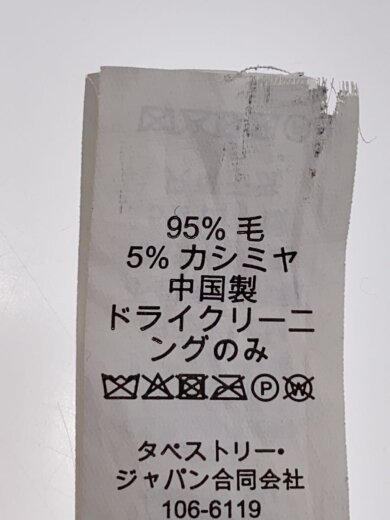 95% 毛
5% カシミヤ
中国製
ドライクリーニ
ングのみ
P W
タペストリー・
ジャパン合同会社
106-6119